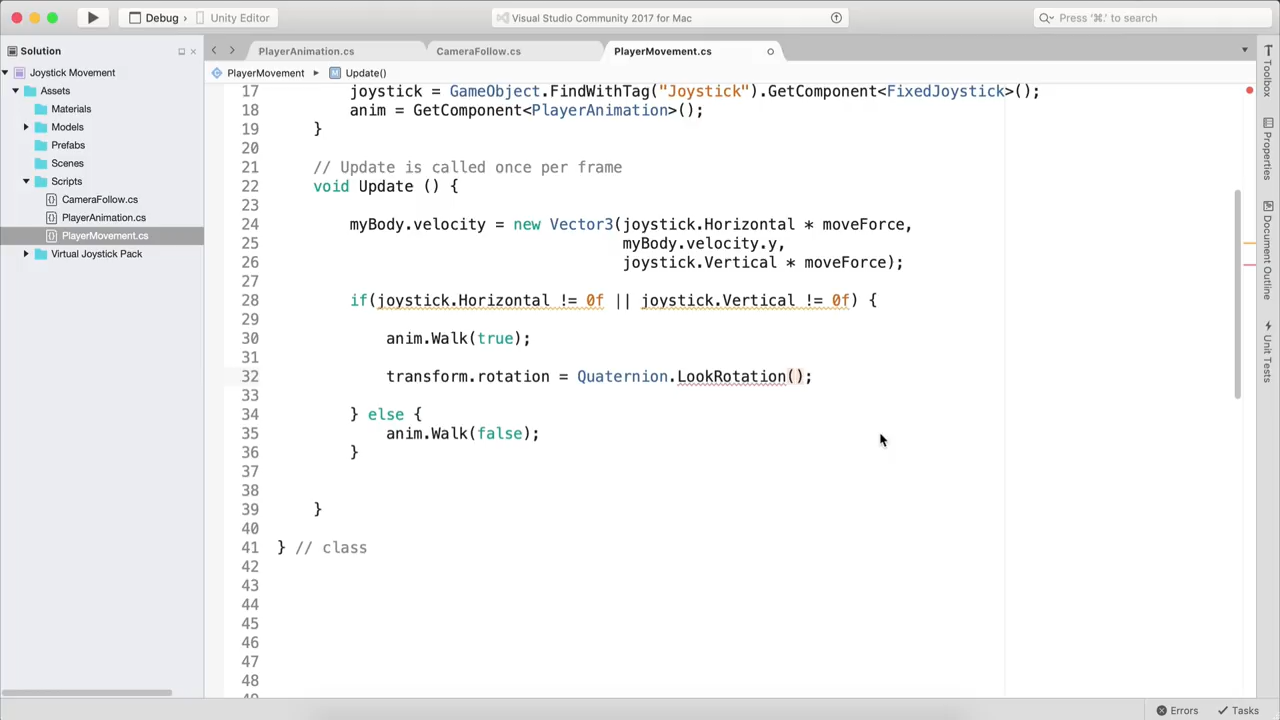 Debug
Unity Editor
Visual Studio Community 2017 for Mac
Press '⌘.' to search
Solution
Joystick Movement
Assets
Materials
Models
Prefabs
Scenes
Scripts
CameraFollow.cs
PlayerAnimation.cs
PlayerMovement.cs
Virtual Joystick Pack
PlayerAnimation.cs
CameraFollow.cs
PlayerMovement.cs
PlayerMovement
M Update()
17 joystick = GameObject.FindWithTag("Joystick").GetComponent<FixedJoystick>();
18 anim = GetComponent<PlayerAnimation>();
19 }
20
21 // Update is called once per frame
22 void Update () {
23
24 myBody.velocity = new Vector3(joystick.Horizontal * moveForce,
25 myBody.velocity.y,
26 joystick.Vertical * moveForce);
27
28 if(joystick.Horizontal != 0f || joystick.Vertical != 0f) {
29
30 anim.Walk(true);
31
32 transform.rotation = Quaternion.LookRotation();
33
34 } else {
35 anim.Walk(false);
36 }
37
38
39 }
40
41 } // class
42
43
44
45
46
47
48
49
Toolbox
Properties
Document Outline
Unit Tests
Errors
Tasks